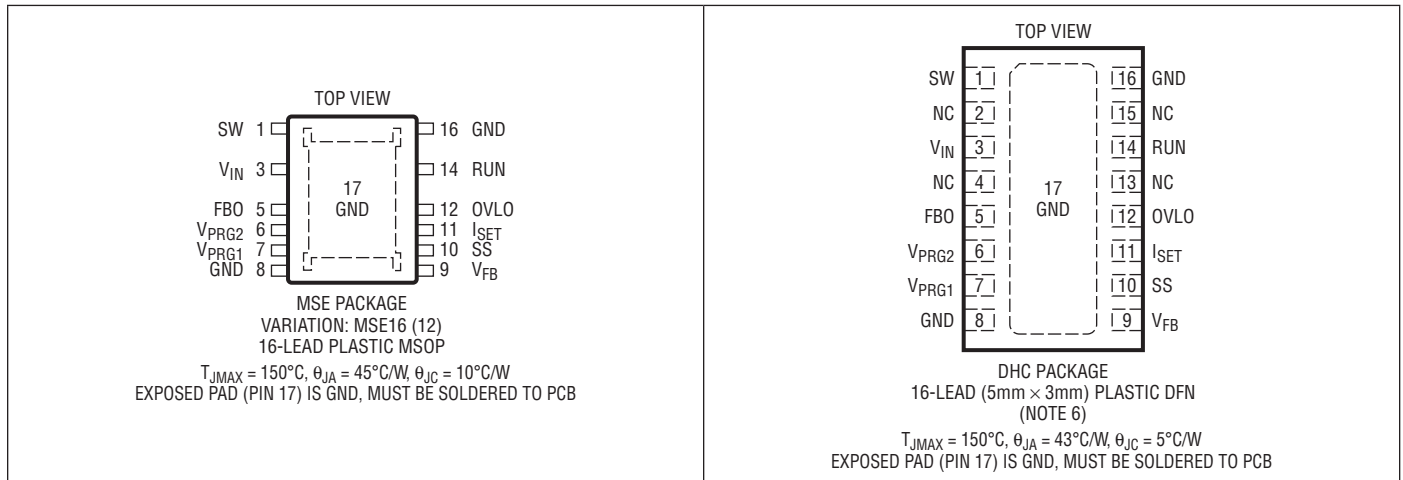 TOP VIEW
SW 1
16 GND
V_IN 3
14 RUN
17
GND
FBO 5
12 OVLO
V_PRG2 6
11 I_SET
V_PRG1 7
10 SS
GND 8
9 V_FB
MSE PACKAGE
VARIATION: MSE16 (12)
16-LEAD PLASTIC MSOP
T_JMAX = 150°C, θ_JA = 45°C/W, θ_JC = 10°C/W
EXPOSED PAD (PIN 17) IS GND, MUST BE SOLDERED TO PCB
TOP VIEW
SW 1
16 GND
NC 2
15 NC
V_IN 3
14 RUN
NC 4
13 NC
17
GND
FBO 5
12 OVLO
V_PRG2 6
11 I_SET
V_PRG1 7
10 SS
GND 8
9 V_FB
DHC PACKAGE
16-LEAD (5mm × 3mm) PLASTIC DFN
(NOTE 6)
T_JMAX = 150°C, θ_JA = 43°C/W, θ_JC = 5°C/W
EXPOSED PAD (PIN 17) IS GND, MUST BE SOLDERED TO PCB